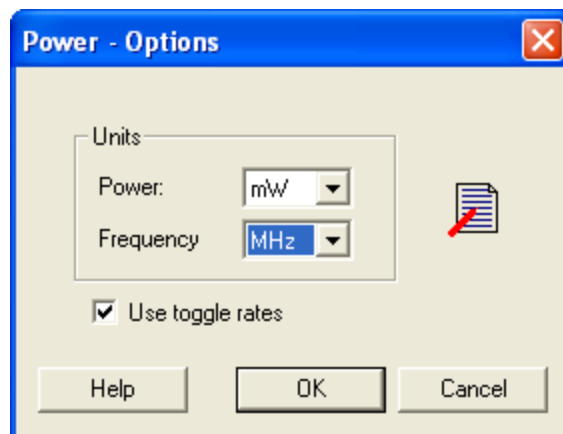 Power - Options
Units
Power: mW
Frequency MHz
Use toggle rates
Help OK Cancel